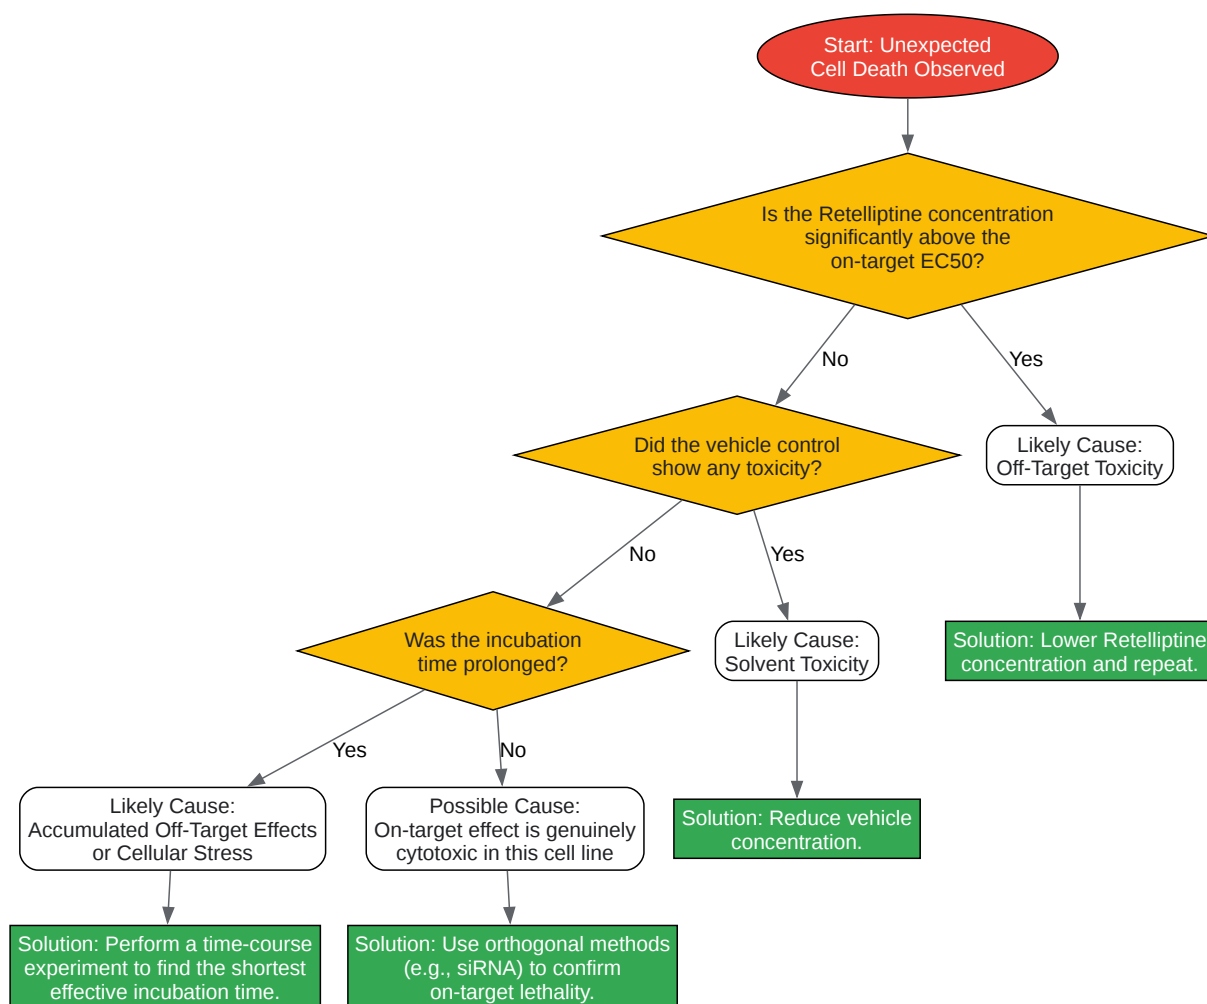 Start: Unexpected
Cell Death Observed
Is the Retelliptine concentration
significantly above the
on-target EC50?
No
Yes
Did the vehicle control
show any toxicity?
Likely Cause:
Off-Target Toxicity
No
Yes
Was the incubation
time prolonged?
Likely Cause:
Solvent Toxicity
Solution: Lower Retelliptine
concentration and repeat.
Yes
No
Likely Cause:
Accumulated Off-Target Effects
or Cellular Stress
Possible Cause:
On-target effect is genuinely
cytotoxic in this cell line
Solution: Reduce vehicle
concentration.
Solution: Perform a time-course
experiment to find the shortest
effective incubation time.
Solution: Use orthogonal methods
(e.g., siRNA) to confirm
on-target lethality.